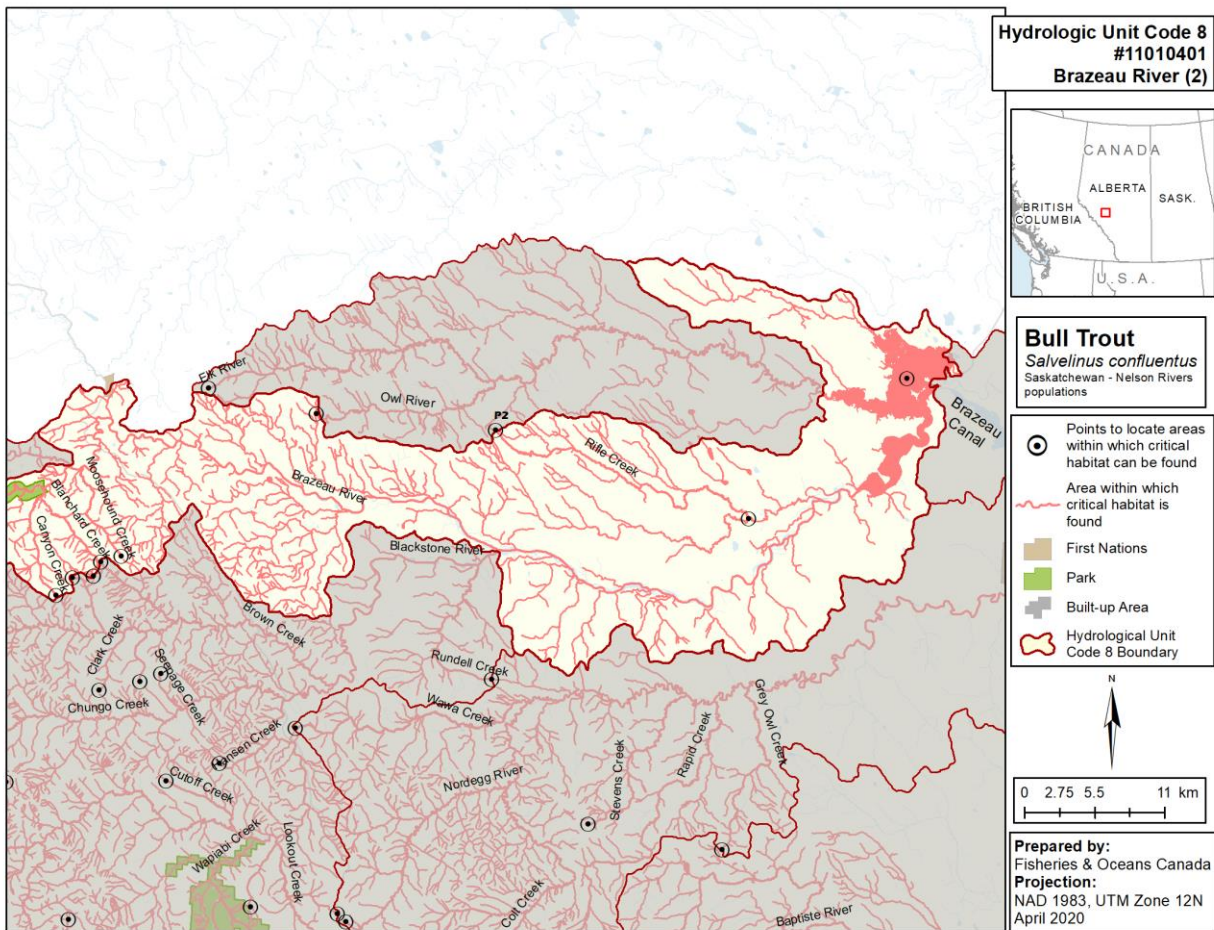 Hydrologic Unit Code 8
#11010401
Brazeau River (2)
CANADA
ALBERTA
SASK.
BRITISH
COLUMBIA
U.S.A.
Bull Trout
Salvelinus confluentus
Saskatchewan - Nelson Rivers
populations
Points to locate areas
within which critical
habitat can be found
Area within which
critical habitat is
found
First Nations
Park
Built-up Area
Hydrological Unit
Code 8 Boundary
N
0 2.75 5.5 11 km
Prepared by:
Fisheries & Oceans Canada
Projection:
NAD 1983, UTM Zone 12N
April 2020
Elk River
Owl River
P2
Brazeau
Canal
Rifle Creek
Brazeau River
Moosehound Creek
Blanchard Creek
Canyon Creek
Blackstone River
Brown Creek
Clark Creek
Seepage Creek
Chungo Creek
Rundell Creek
Wawa Creek
Grey Owl Creek
Hansen Creek
Rapid Creek
Stevens Creek
Nordegg River
Cutoff Creek
Wapiabi Creek
Lookout Creek
Colt Creek
Baptiste River